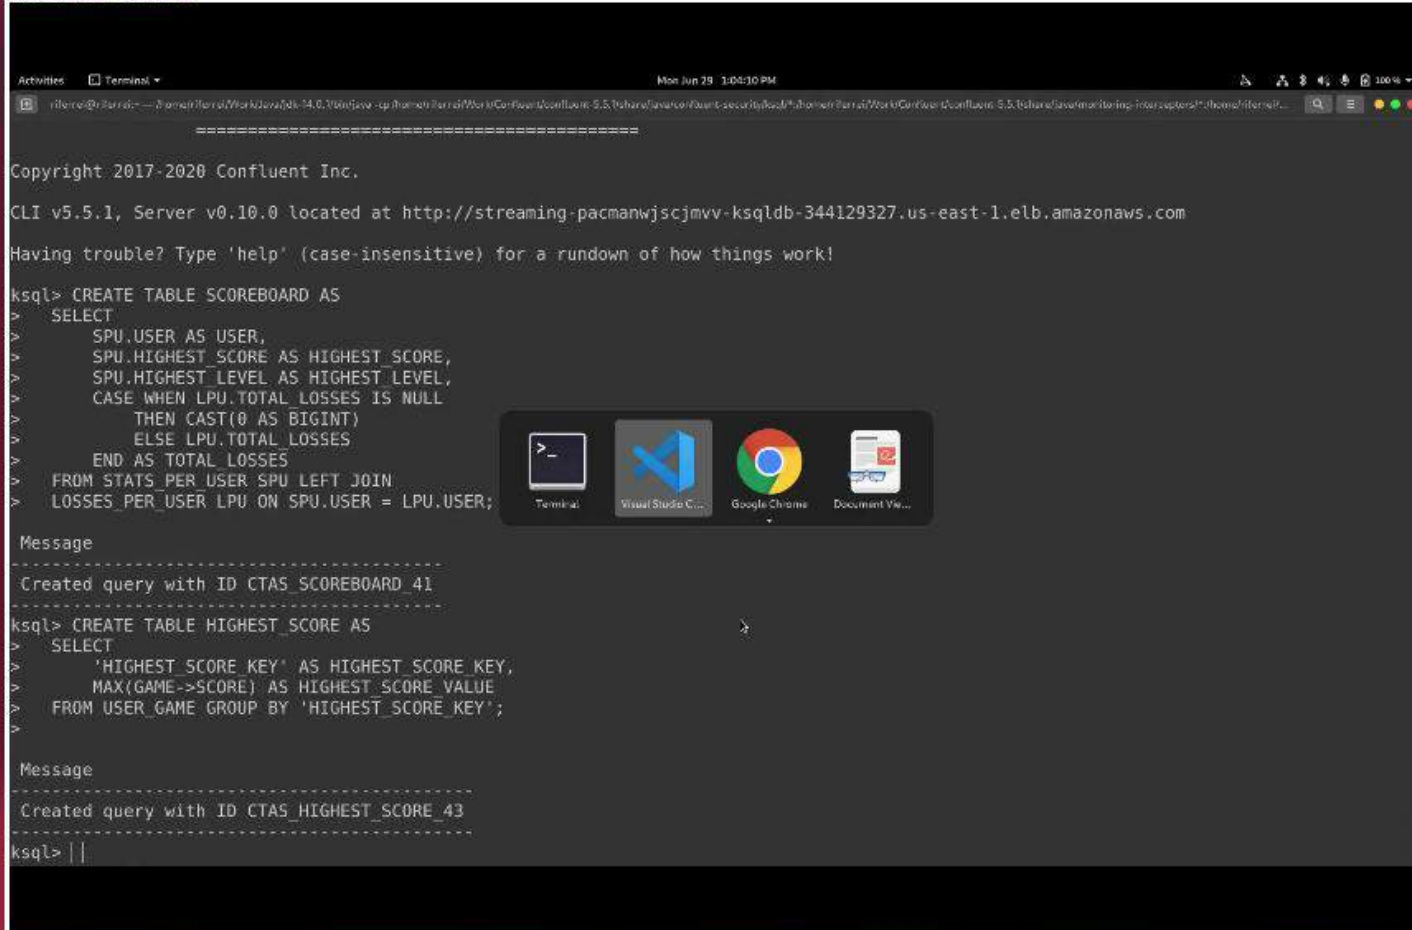 Activities Terminal Mon Jun 29 1:04:10 PM 100 %
Copyright 2017-2020 Confluent Inc.
CLI v5.5.1, Server v0.10.0 located at http://streaming-pacmanwjscjmvv-ksqldb-344129327.us-east-1.elb.amazonaws.com
Having trouble? Type 'help' (case-insensitive) for a rundown of how things work!
ksql> CREATE TABLE SCOREBOARD AS
> SELECT
> SPU.USER AS USER,
> SPU.HIGHEST_SCORE AS HIGHEST_SCORE,
> SPU.HIGHEST_LEVEL AS HIGHEST_LEVEL,
> CASE WHEN LPU.TOTAL_LOSSES IS NULL
> THEN CAST(0 AS BIGINT)
> ELSE LPU.TOTAL_LOSSES
> END AS TOTAL_LOSSES
> FROM STATS_PER_USER SPU LEFT JOIN
> LOSSES_PER_USER LPU ON SPU.USER = LPU.USER;
Terminal Visual Studio C... Google Chrome Document Vie...
Message
Created query with ID CTAS_SCOREBOARD_41
ksql> CREATE TABLE HIGHEST_SCORE AS
> SELECT
> 'HIGHEST_SCORE_KEY' AS HIGHEST_SCORE_KEY,
> MAX(GAME->SCORE) AS HIGHEST_SCORE_VALUE
> FROM USER_GAME GROUP BY 'HIGHEST_SCORE_KEY';
>
Message
Created query with ID CTAS_HIGHEST_SCORE_43
ksql>